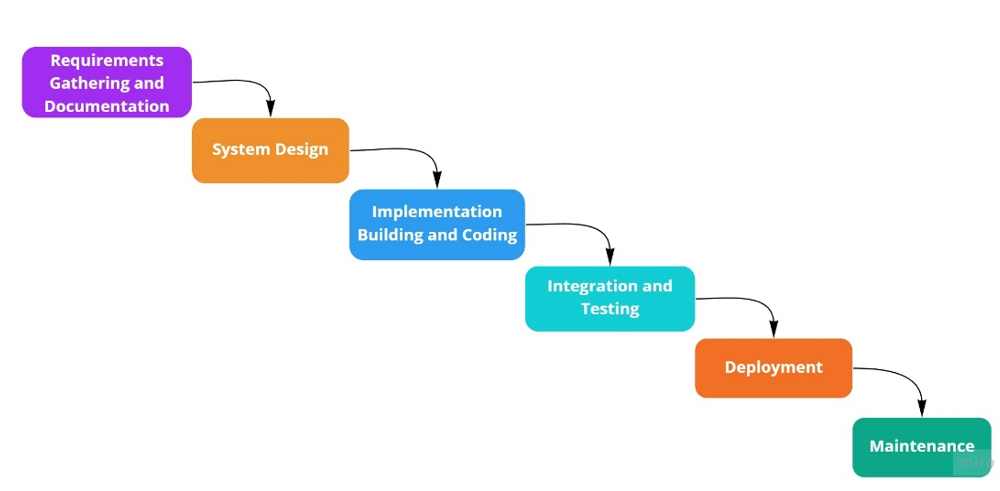 Requirements
Gathering and
Documentation
System Design
Implementation
Building and Coding
Integration and
Testing
Deployment
Maintenance
miro